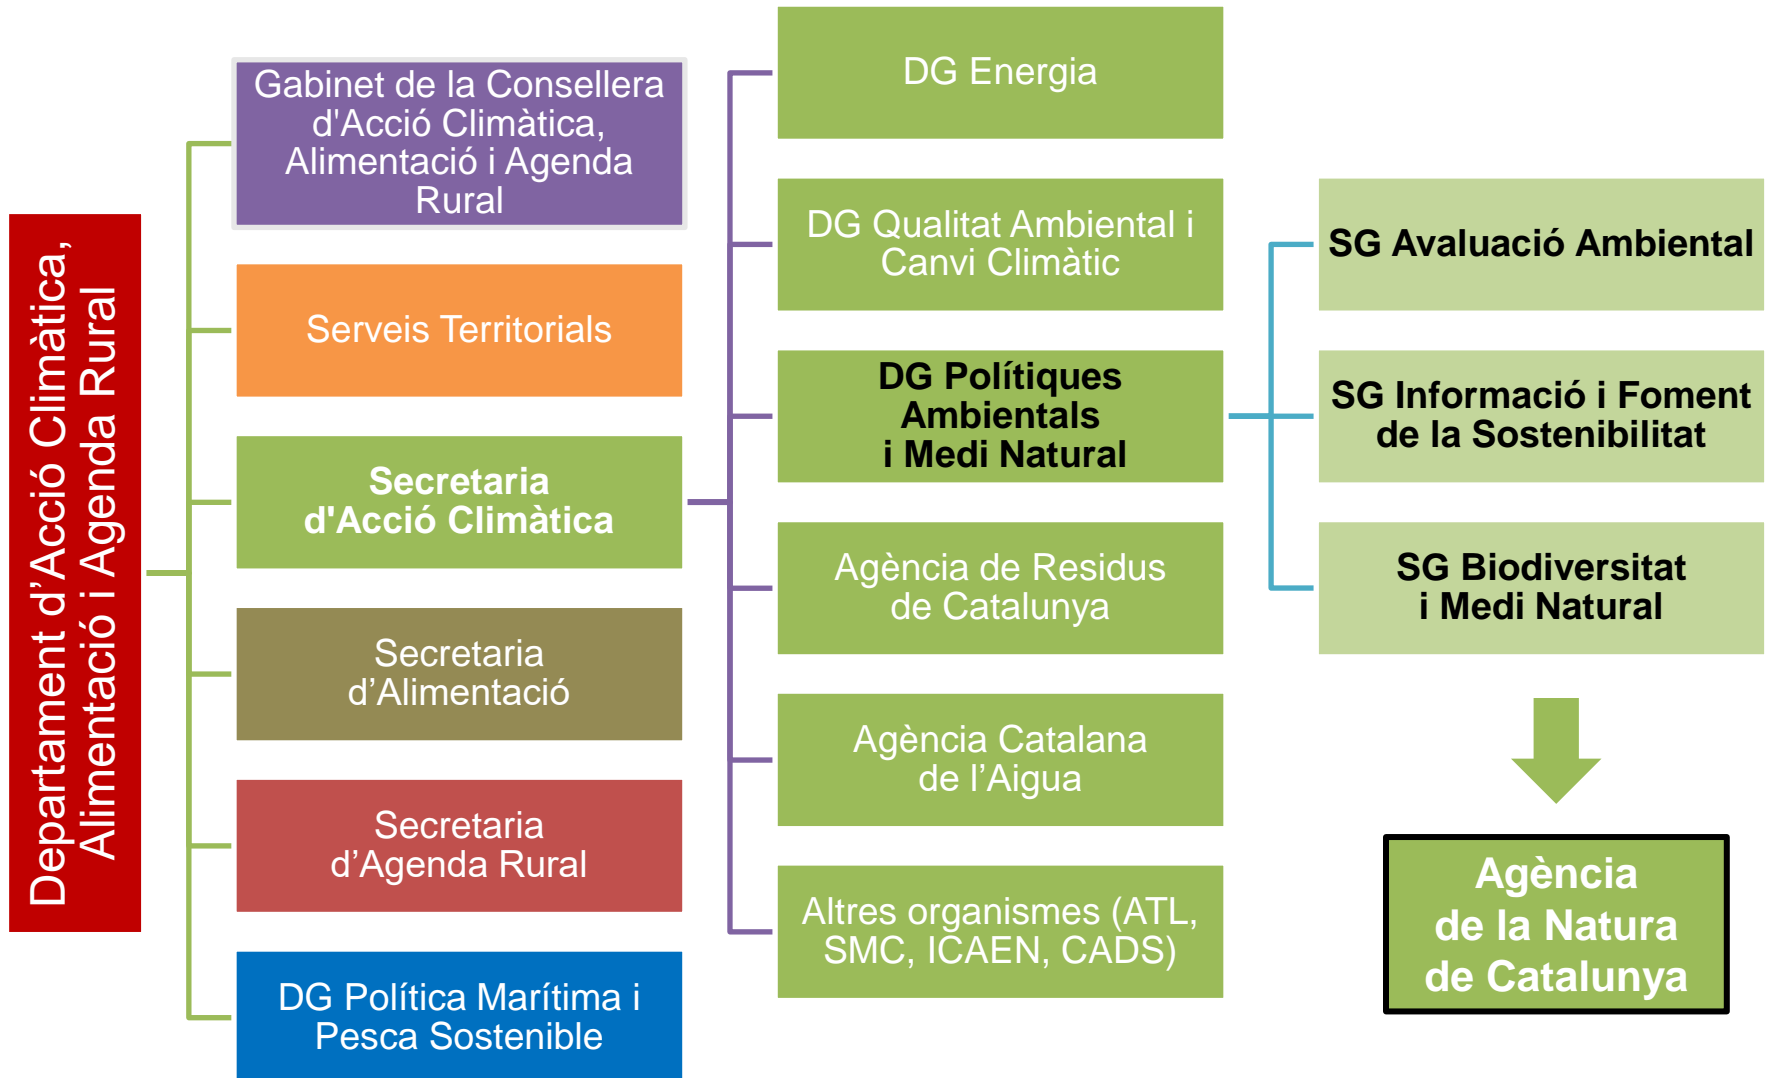 Departament d’Acció Climàtica,
Alimentació i Agenda Rural
Gabinet de la Consellera
d'Acció Climàtica,
Alimentació i Agenda
Rural
Serveis Territorials
Secretaria
d'Acció Climàtica
Secretaria
d’Alimentació
Secretaria
d’Agenda Rural
DG Política Marítima i
Pesca Sostenible
DG Energia
DG Qualitat Ambiental i
Canvi Climàtic
DG Polítiques
Ambientals
i Medi Natural
Agència de Residus
de Catalunya
Agència Catalana
de l’Aigua
Altres organismes (ATL,
SMC, ICAEN, CADS)
SG Avaluació Ambiental
SG Informació i Foment
de la Sostenibilitat
SG Biodiversitat
i Medi Natural
Agència
de la Natura
de Catalunya